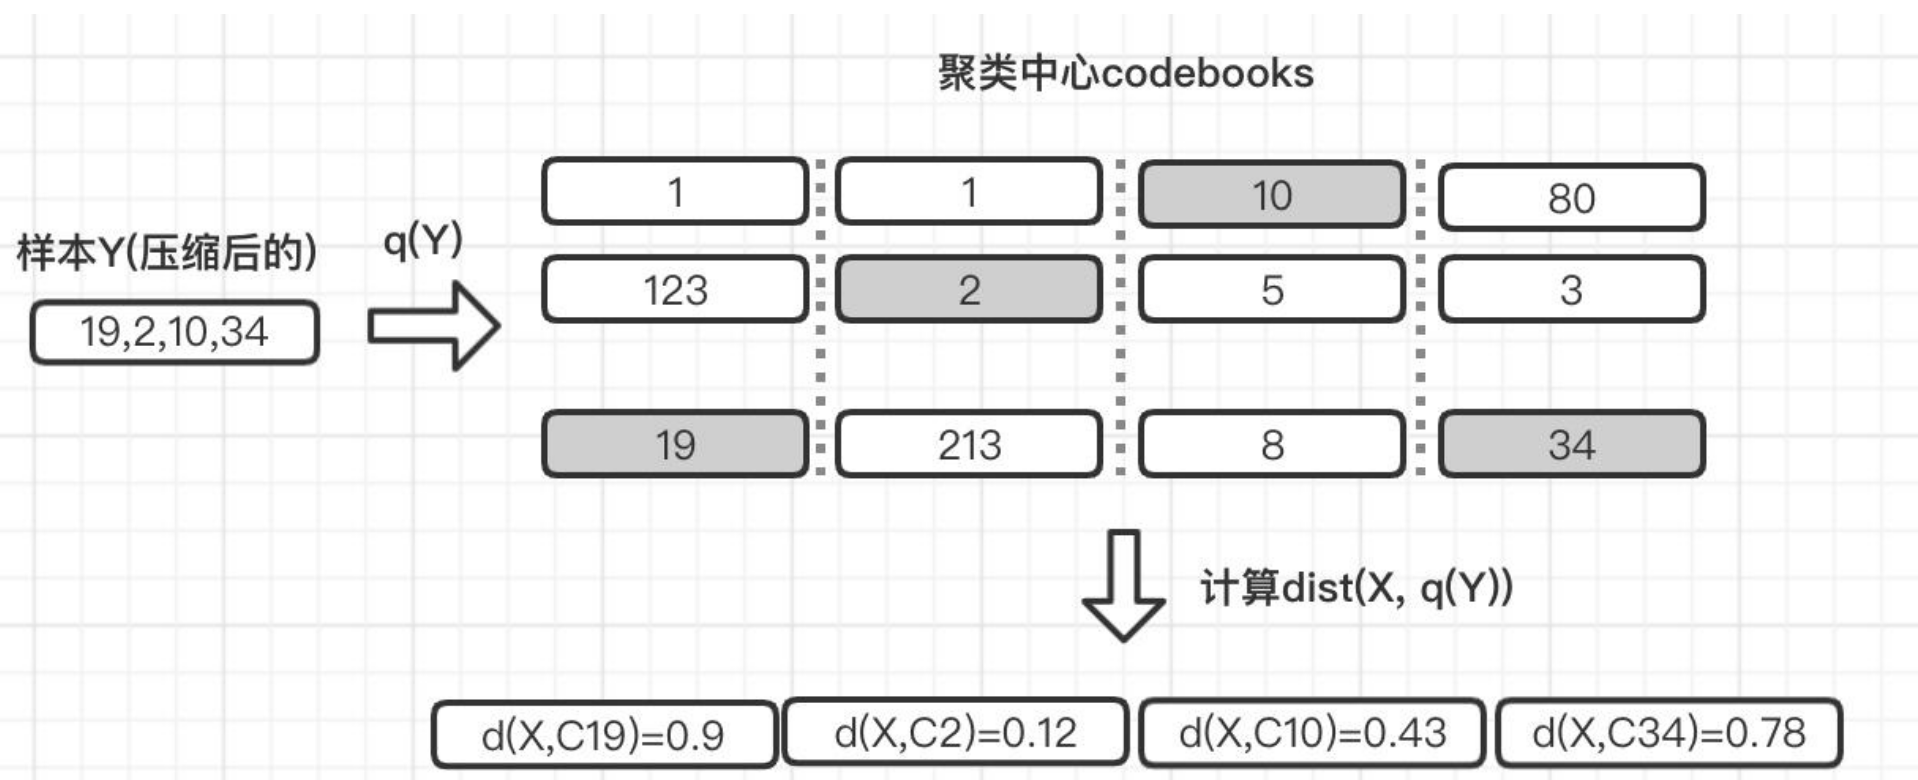 聚类中心codebooks
样本Y(压缩后的)
q(Y)
19,2,10,34
1 1 10 80
123 2 5 3
19 213 8 34
计算dist(X, q(Y))
d(X,C19)=0.9 d(X,C2)=0.12 d(X,C10)=0.43 d(X,C34)=0.78